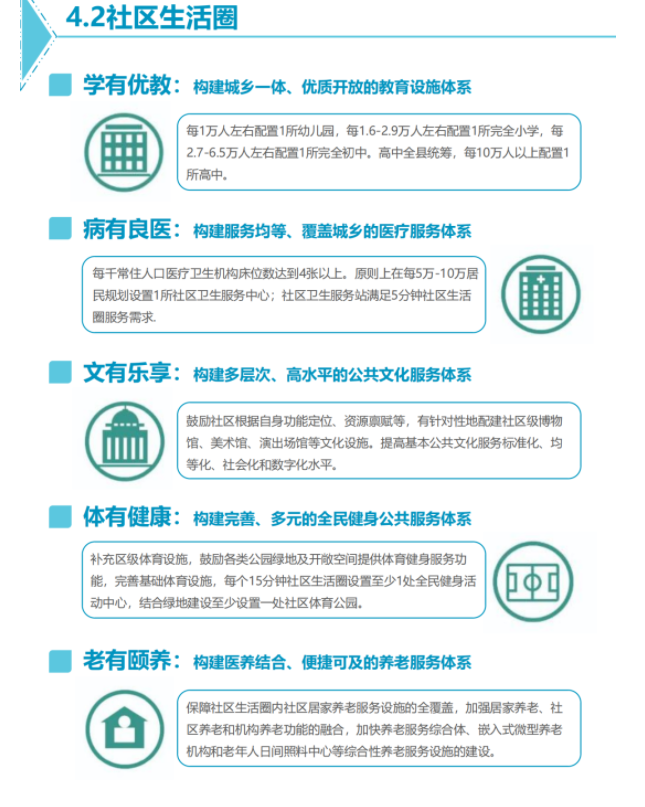 4.2社区生活圈
学有优教：构建城乡一体、优质开放的教育设施体系
每1万人左右配置1所幼儿园，每1.6-2.9万人左右配置1所完全小学，每
2.7-6.5万人左右配置1所完全初中。高中全县统筹，每10万人以上配置1
所高中。
病有良医：构建服务均等、覆盖城乡的医疗服务体系
每千常住人口医疗卫生机构床位数达到4张以上。原则上在每5万-10万居
民规划设置1所社区卫生服务中心；社区卫生服务站满足5分钟社区生活
圈服务需求.
文有乐享：构建多层次、高水平的公共文化服务体系
鼓励社区根据自身功能定位、资源禀赋等，有针对性地配建社区级博物
馆、美术馆、演出场馆等文化设施。提高基本公共文化服务标准化、均
等化、社会化和数字化水平。
体有健康：构建完善、多元的全民健身公共服务体系
补充区级体育设施，鼓励各类公园绿地及开敞空间提供体育健身服务功
能，完善基础体育设施，每个15分钟社区生活圈设置至少1处全民健身活
动中心，结合绿地建设至少设置一处社区体育公园。
老有颐养：构建医养结合、便捷可及的养老服务体系
保障社区生活圈内社区居家养老服务设施的全覆盖，加强居家养老、社
区养老和机构养老功能的融合，加快养老服务综合体、嵌入式微型养老
机构和老年人日间照料中心等综合性养老服务设施的建设。